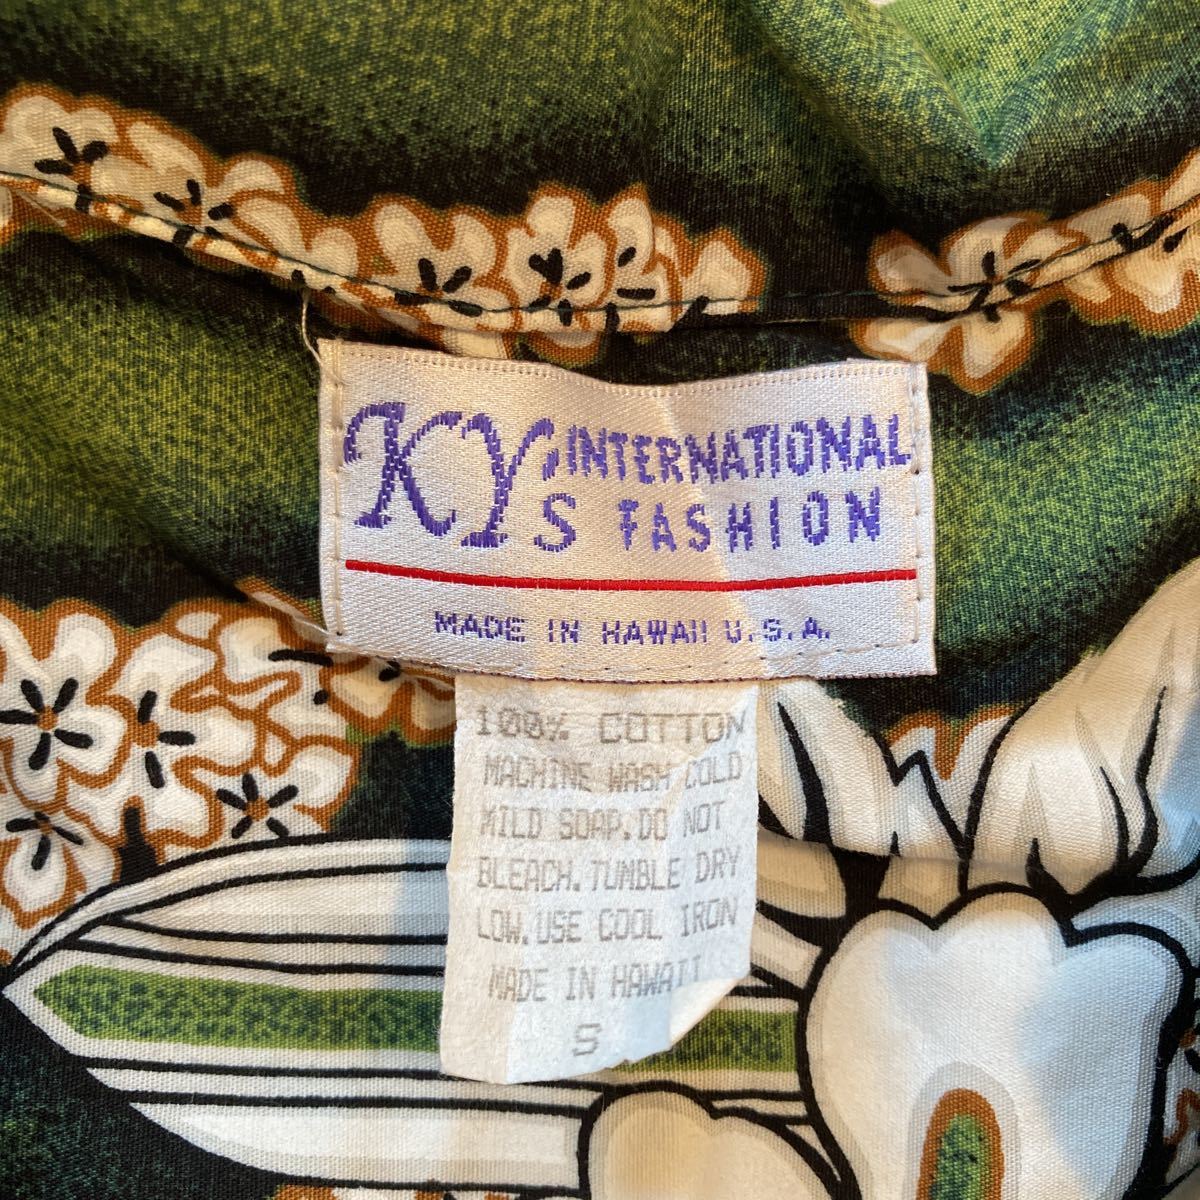 KY'S INTERNATIONAL
FASHION
MADE IN HAWAII U.S.A.
100% COTTON
MACHINE WASH COLD
MILD SOAP.DO NOT
BLEACH.TUMBLE DRY
LOW.USE COOL IRON
MADE IN HAWAII
S